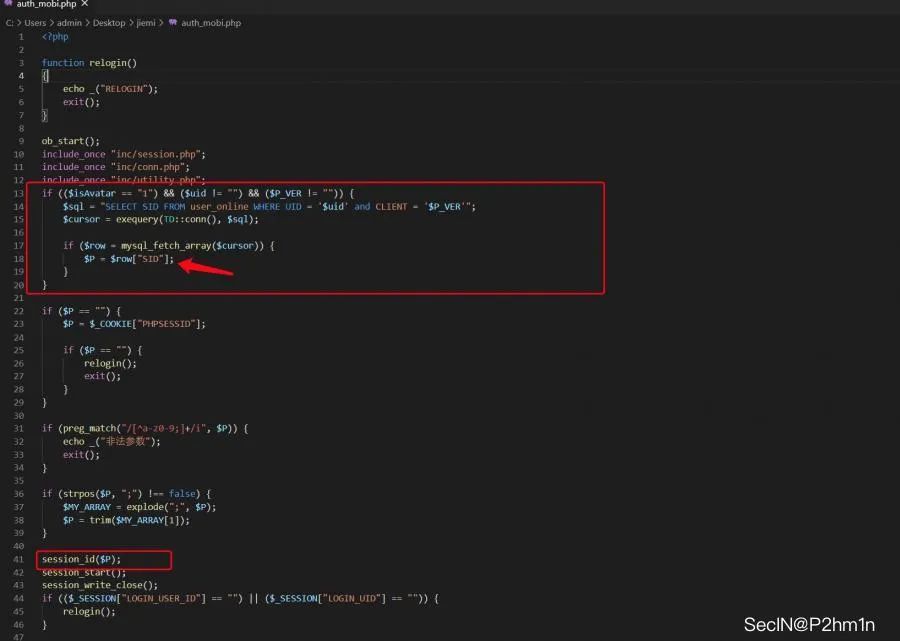 auth_mobi.php ×
C: > Users > admin > Desktop > jiemi > auth_mobi.php
1 <?php
2
3 function relogin()
4 {
5 echo _("RELOGIN");
6 exit();
7 }
8
9 ob_start();
10 include_once "inc/session.php";
11 include_once "inc/conn.php";
12 include_once "inc/utility.php";
13 if (($isAvatar == "1") && ($uid != "") && ($P_VER != "")) {
14 $sql = "SELECT SID FROM user_online WHERE UID = '$uid' and CLIENT = '$P_VER'";
15 $cursor = exequery(TD::conn(), $sql);
16
17 if ($row = mysql_fetch_array($cursor)) {
18 $P = $row["SID"];
19 }
20 }
21
22 if ($P == "") {
23 $P = $_COOKIE["PHPSESSID"];
24
25 if ($P == "") {
26 relogin();
27 exit();
28 }
29 }
30
31 if (preg_match("/[^a-z0-9;]+/i", $P)) {
32 echo _("非法参数");
33 exit();
34 }
35
36 if (strpos($P, ";") !== false) {
37 $MY_ARRAY = explode(";", $P);
38 $P = trim($MY_ARRAY[1]);
39 }
40
41 session_id($P);
42 session_start();
43 session_write_close();
44 if (($_SESSION["LOGIN_USER_ID"] == "") || ($_SESSION["LOGIN_UID"] == "")) {
45 relogin();
46 }
47
SecIN@P2hm1n